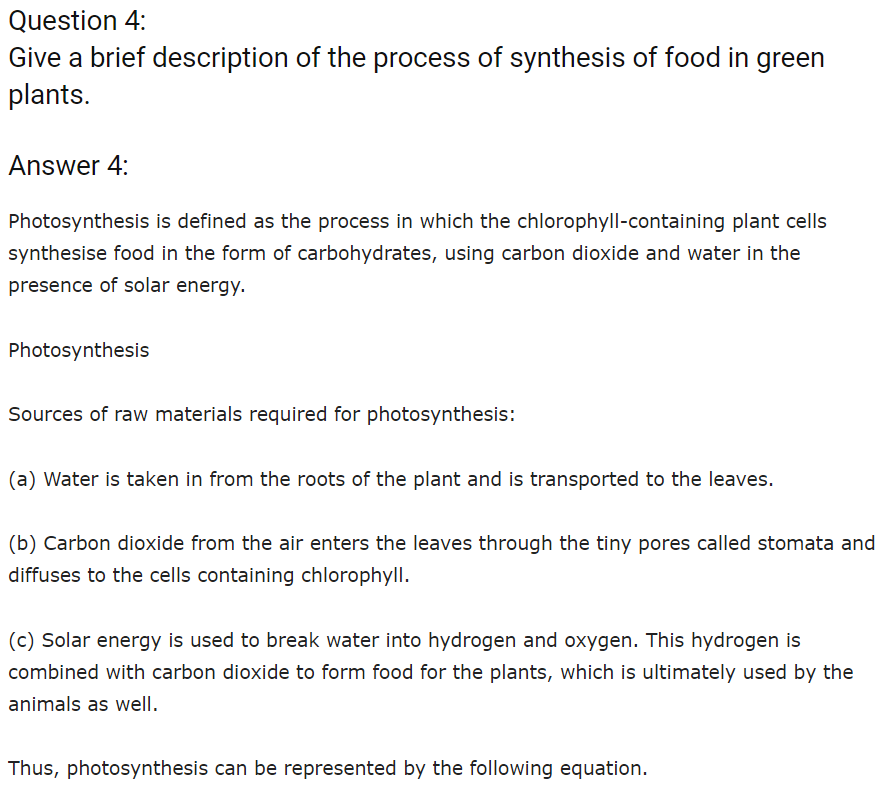 Question 4:
Give a brief description of the process of synthesis of food in green
plants.
Answer 4:
Photosynthesis is defined as the process in which the chlorophyll-containing plant cells
synthesise food in the form of carbohydrates, using carbon dioxide and water in the
presence of solar energy.
Photosynthesis
Sources of raw materials required for photosynthesis:
(a) Water is taken in from the roots of the plant and is transported to the leaves.
(b) Carbon dioxide from the air enters the leaves through the tiny pores called stomata and
diffuses to the cells containing chlorophyll.
(c) Solar energy is used to break water into hydrogen and oxygen. This hydrogen is
combined with carbon dioxide to form food for the plants, which is ultimately used by the
animals as well.
Thus, photosynthesis can be represented by the following equation.